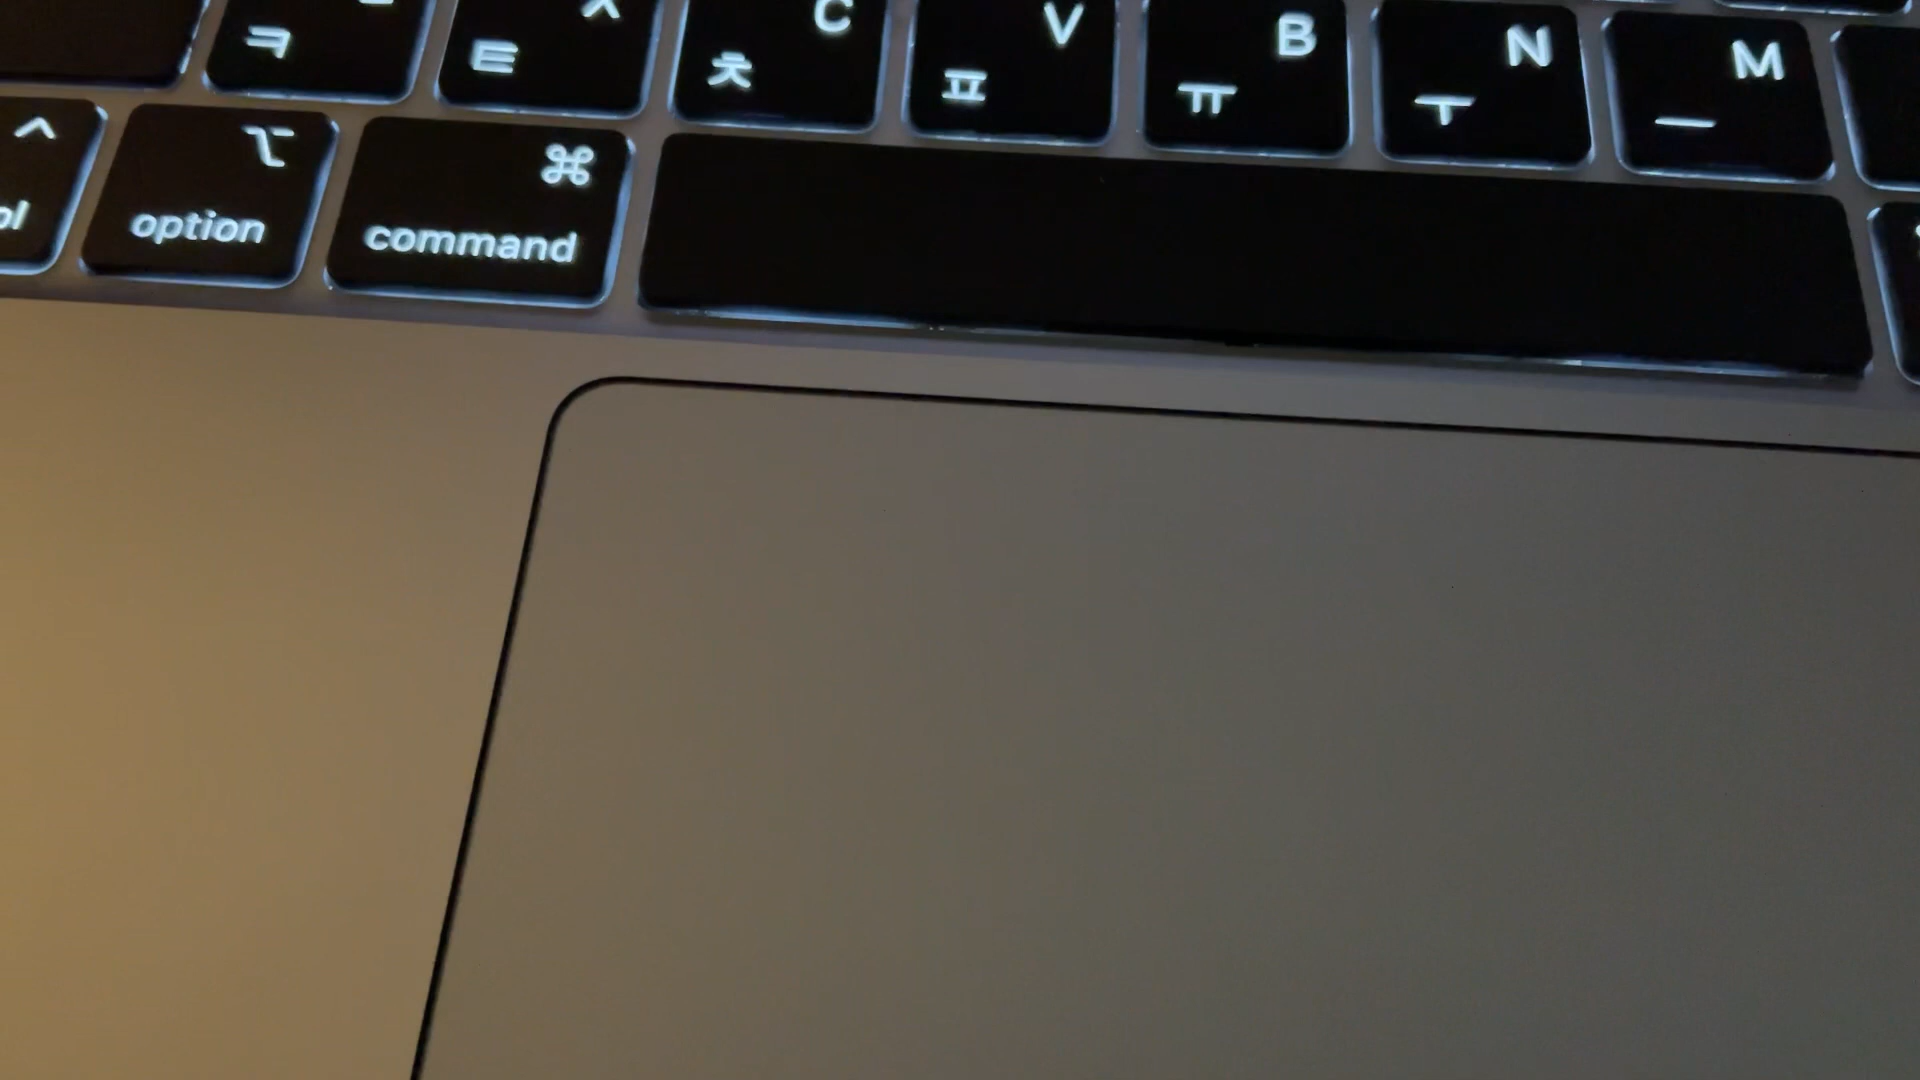 C V B N M
ㅋ ㅌ ㅊ ㅍ ㅠ ㅜ ㅡ
^ ⌥ ⌘
option command